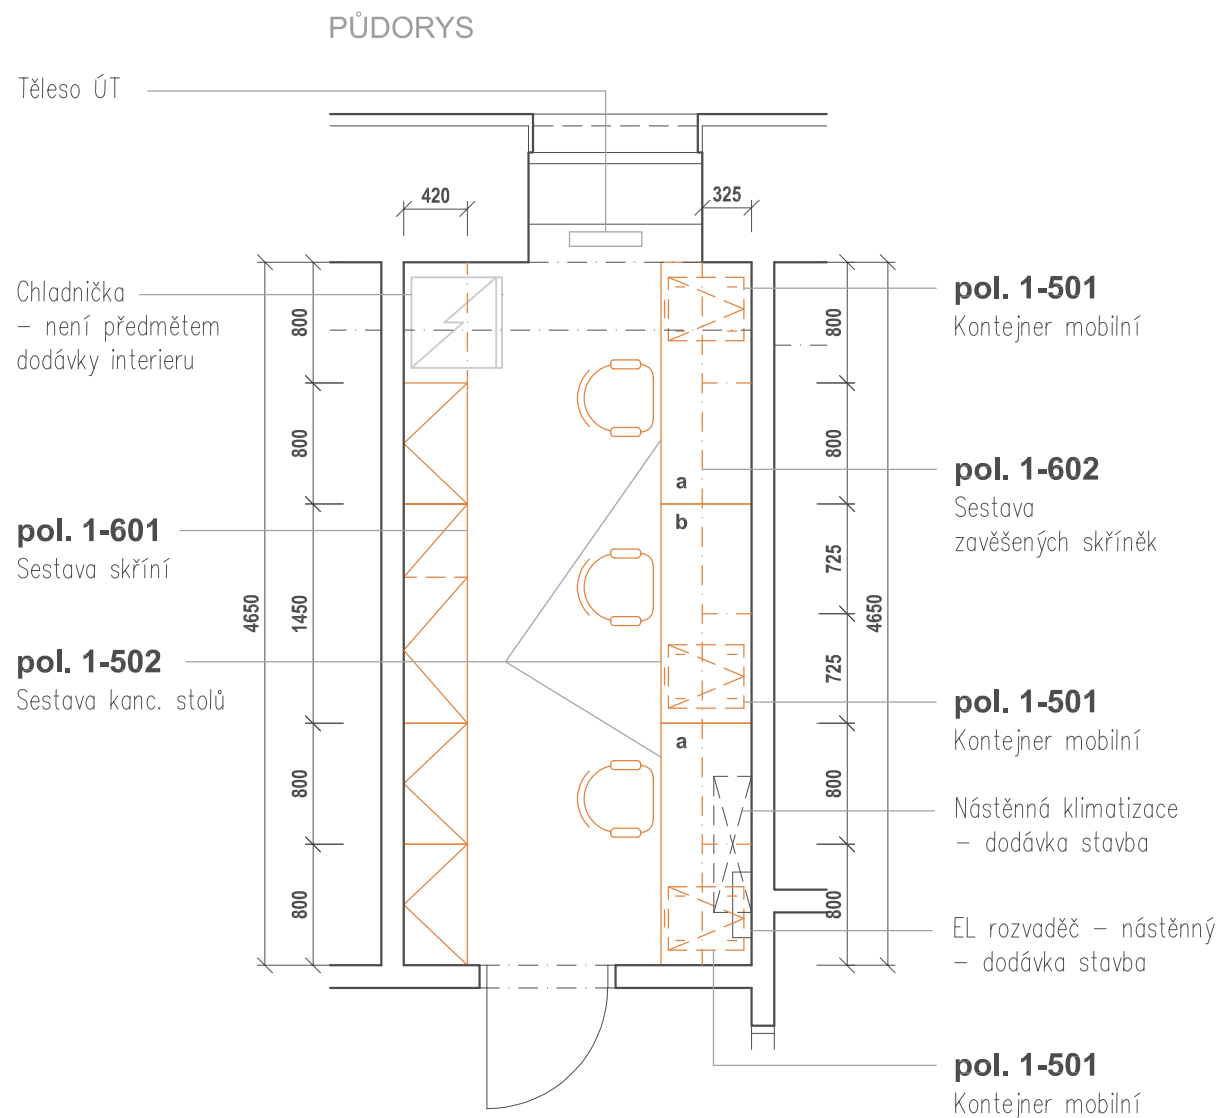 PŮDORYS
Těleso ÚT
420
325
Chladnička
– není předmětem
dodávky interieru
pol. 1-601
Sestava skříní
pol. 1-502
Sestava kanc. stolů
4650
800
800
1450
800
800
a
b
a
800
800
725
725
800
4650
pol. 1-501
Kontejner mobilní
pol. 1-602
Sestava
zavěšených skříněk
pol. 1-501
Kontejner mobilní
Nástěnná klimatizace
– dodávka stavba
EL rozvaděč – nástěnný
– dodávka stavba
pol. 1-501
Kontejner mobilní